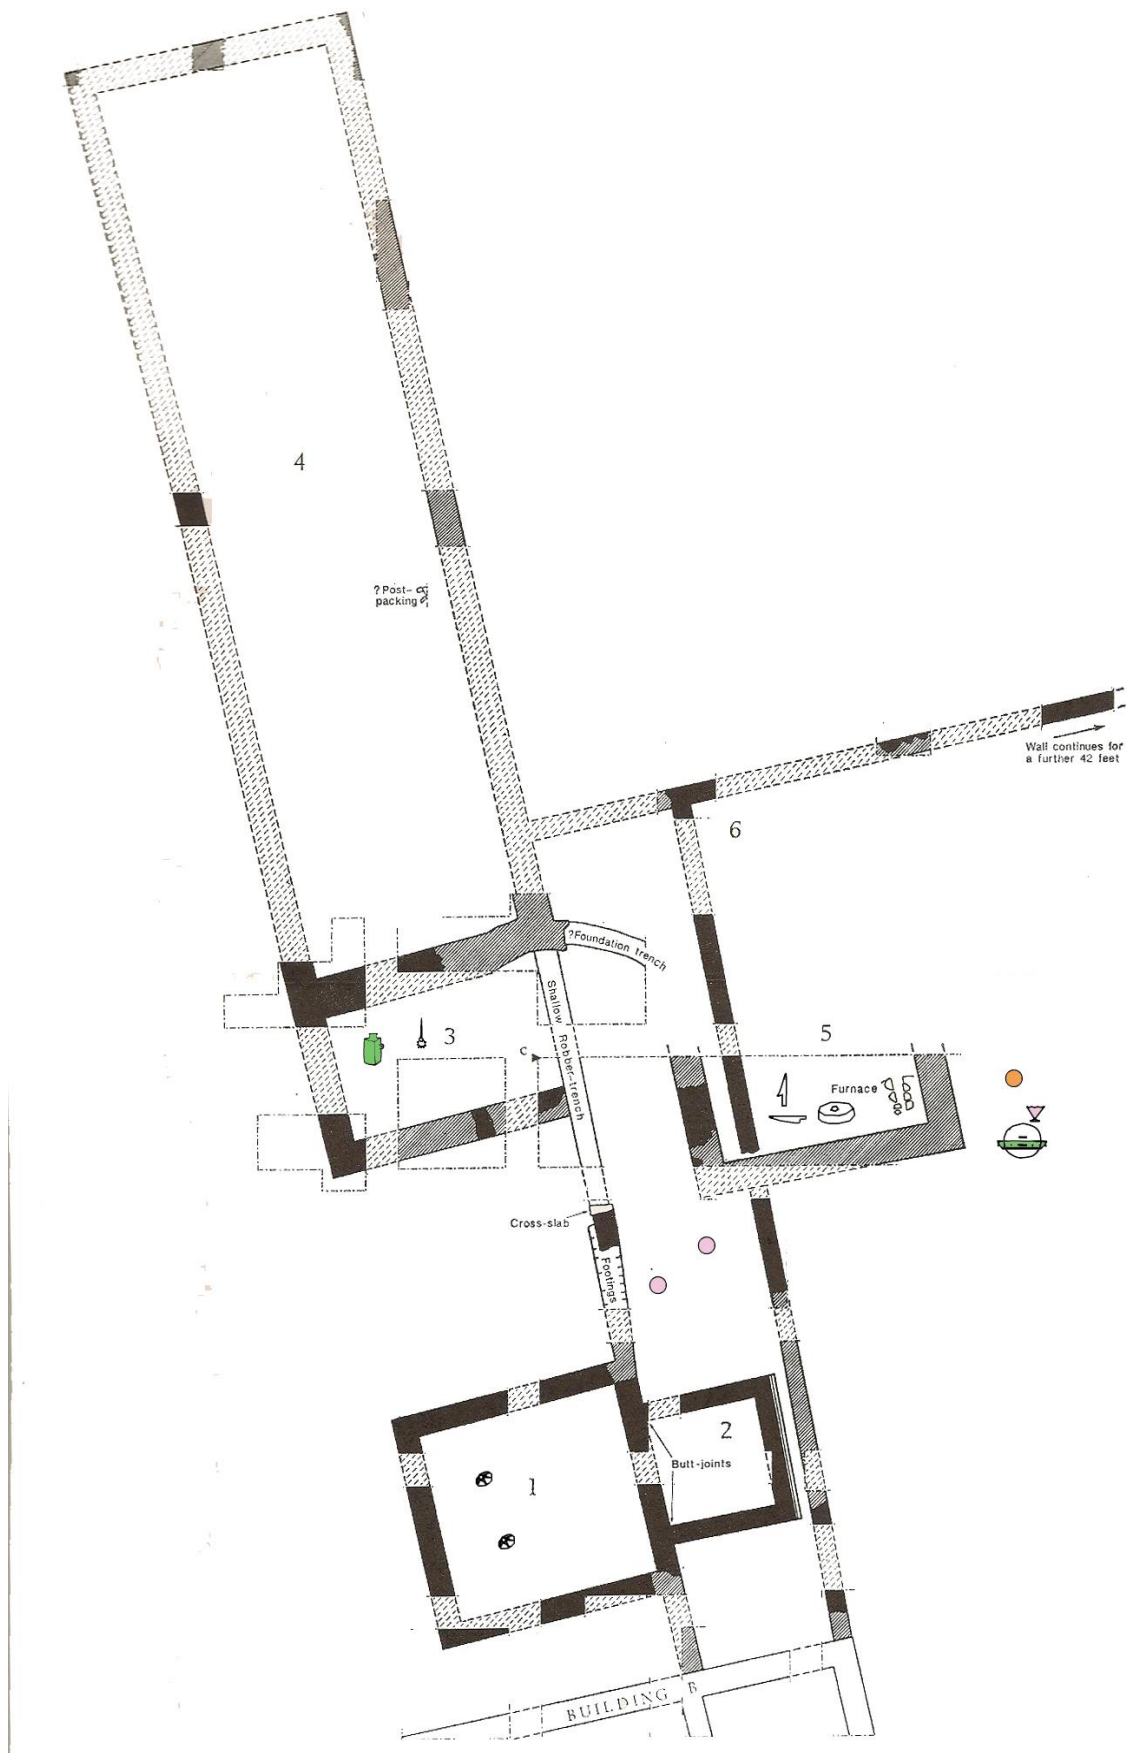 4
? Post-
packing
Wall continues for
a further 42 feet
6
?Foundation trench
Shallow Robber-trench
3
c
5
Furnace
Cross-slab
Footings
2
Butt-joints
1
BUILDING B